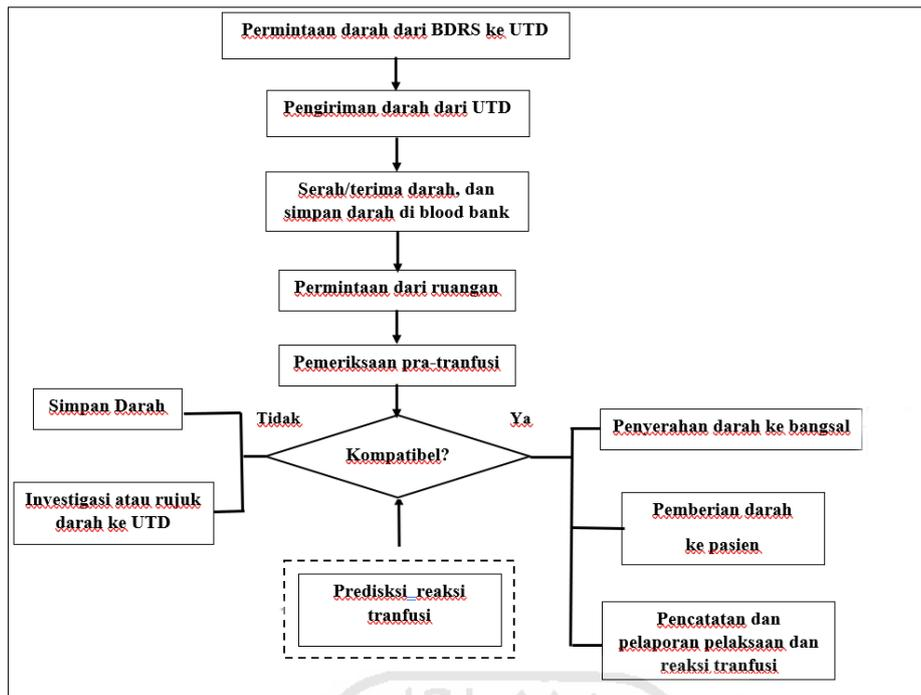 Permintaan darah dari BDRS ke UTD
Pengiriman darah dari UTD
Serah/terima darah, dan
simpan darah di blood bank
Permintaan dari ruangan
Pemeriksaan pra-tranfusi
Simpan Darah
Tidak
Ya
Kompatibel?
Penyerahan darah ke bangsal
Investigasi atau rujuk
darah ke UTD
Pemberian darah
ke pasien
Prediksksi reaksi
tranfusi
Pencatatan dan
pelaporan pelaksaan dan
reaksi tranfusi